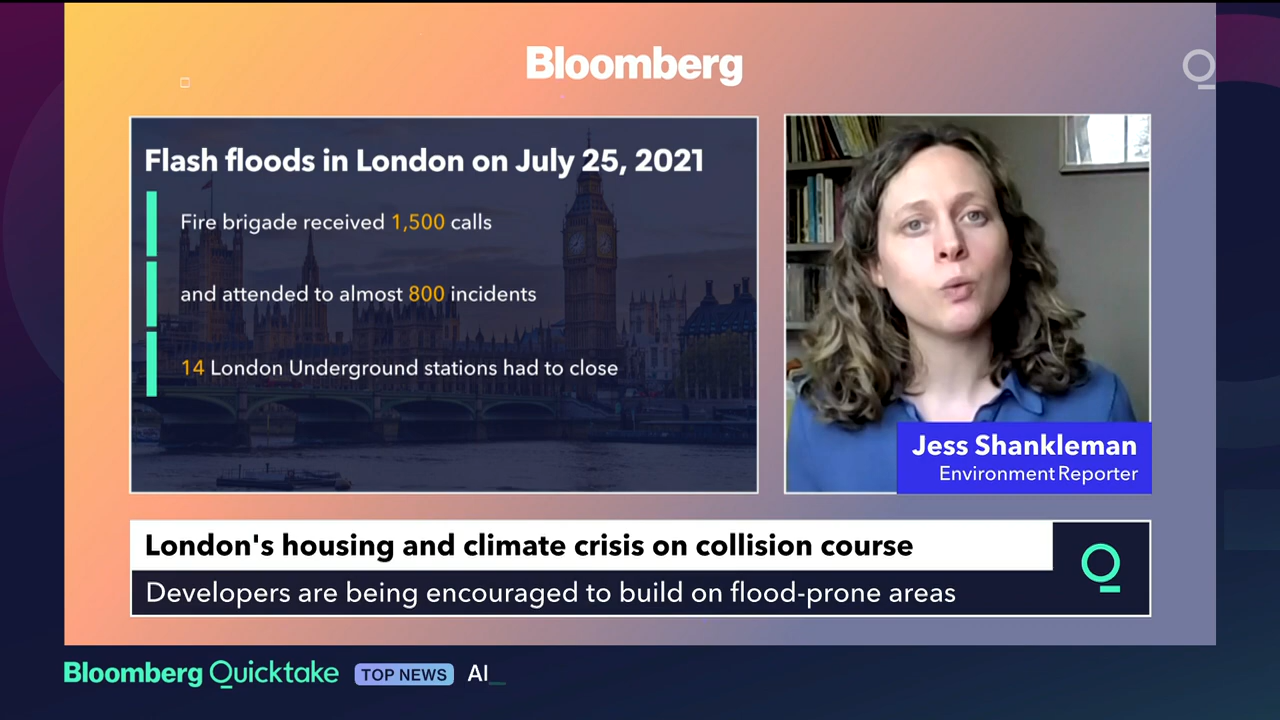 Bloomberg
Flash floods in London on July 25, 2021
Fire brigade received 1,500 calls
and attended to almost 800 incidents
14 London Underground stations had to close
Jess Shankleman
Environment Reporter
London's housing and climate crisis on collision course
Developers are being encouraged to build on flood-prone areas
Bloomberg Quicktake TOP NEWS AI_